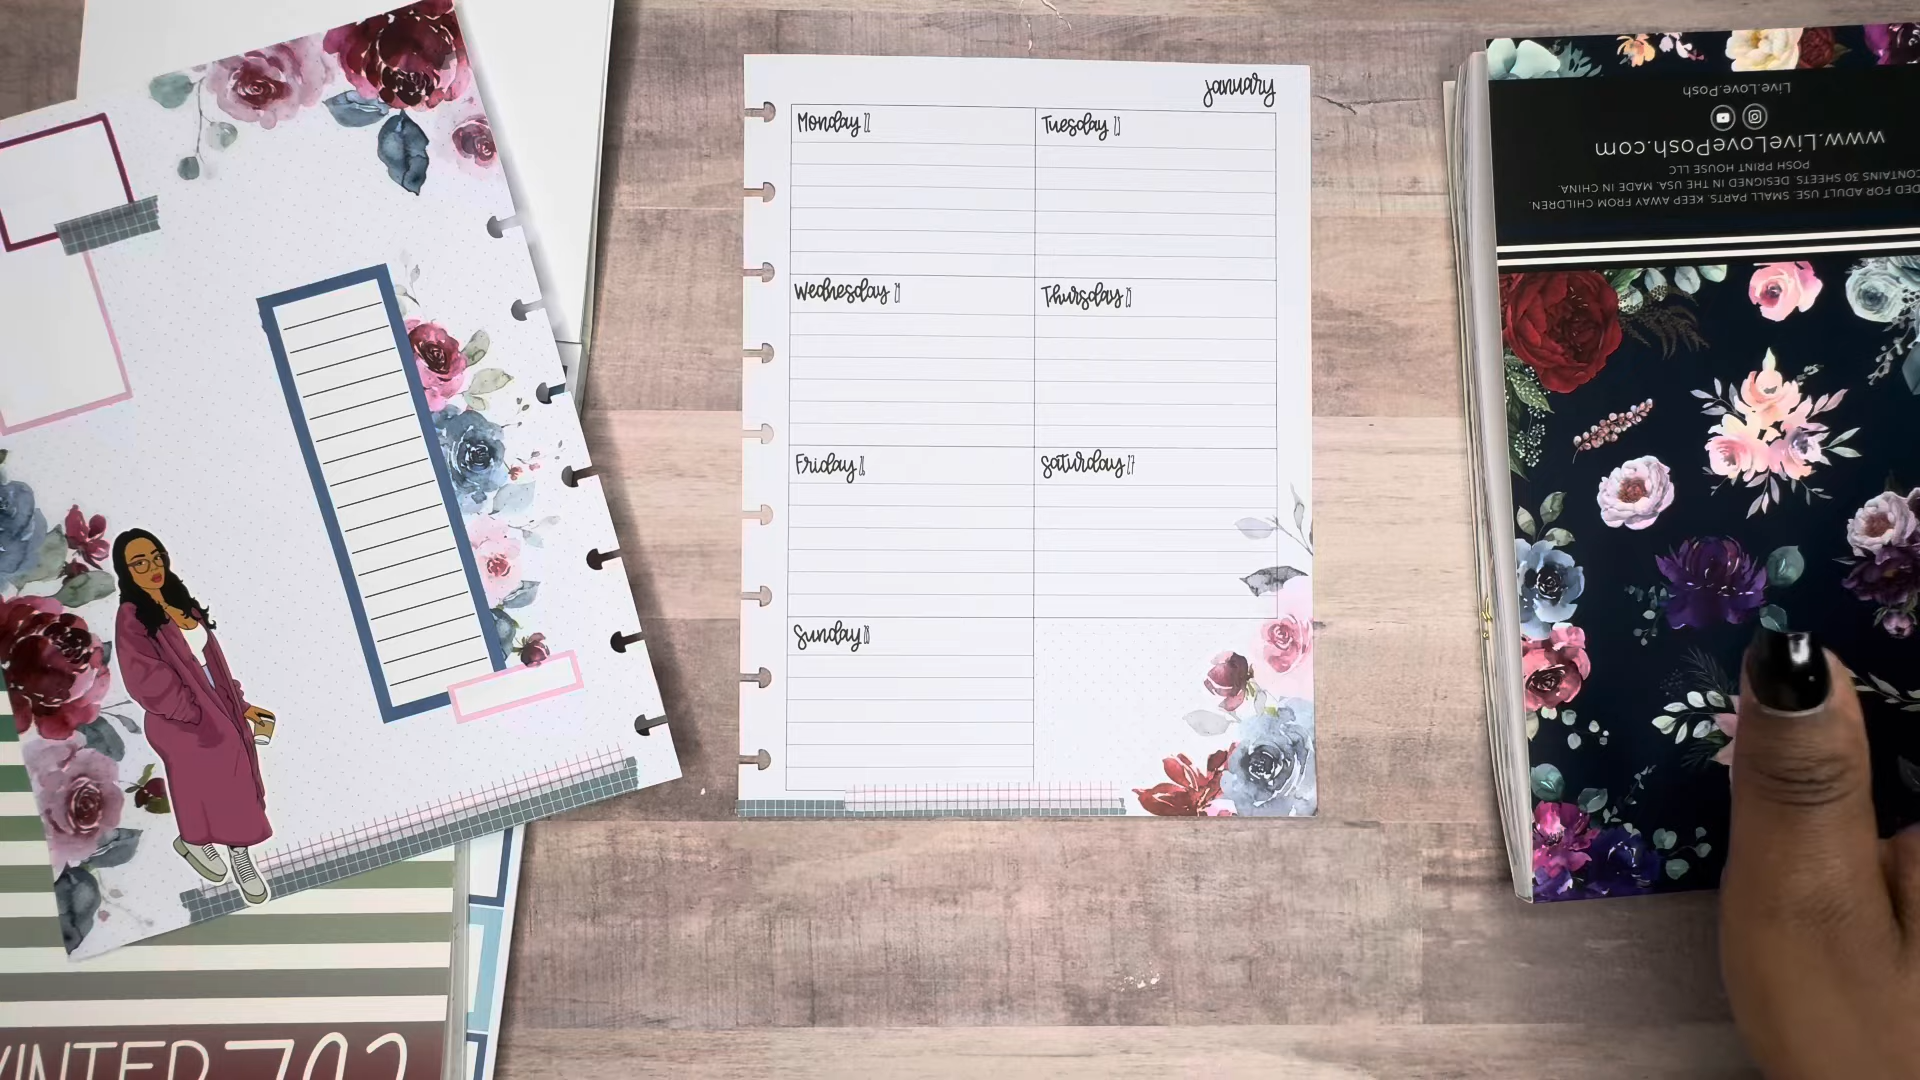 january
Monday
Tuesday
Wednesday
Thursday
Friday
Saturday
Sunday
Live.Love.Posh
www.LiveLovePosh.com
POSH PRINT HOUSE LLC
CONTAINS 30 SHEETS. DESIGNED IN THE USA. MADE IN CHINA.
FOR ADULT USE. SMALL PARTS. KEEP AWAY FROM CHILDREN.
WINTER